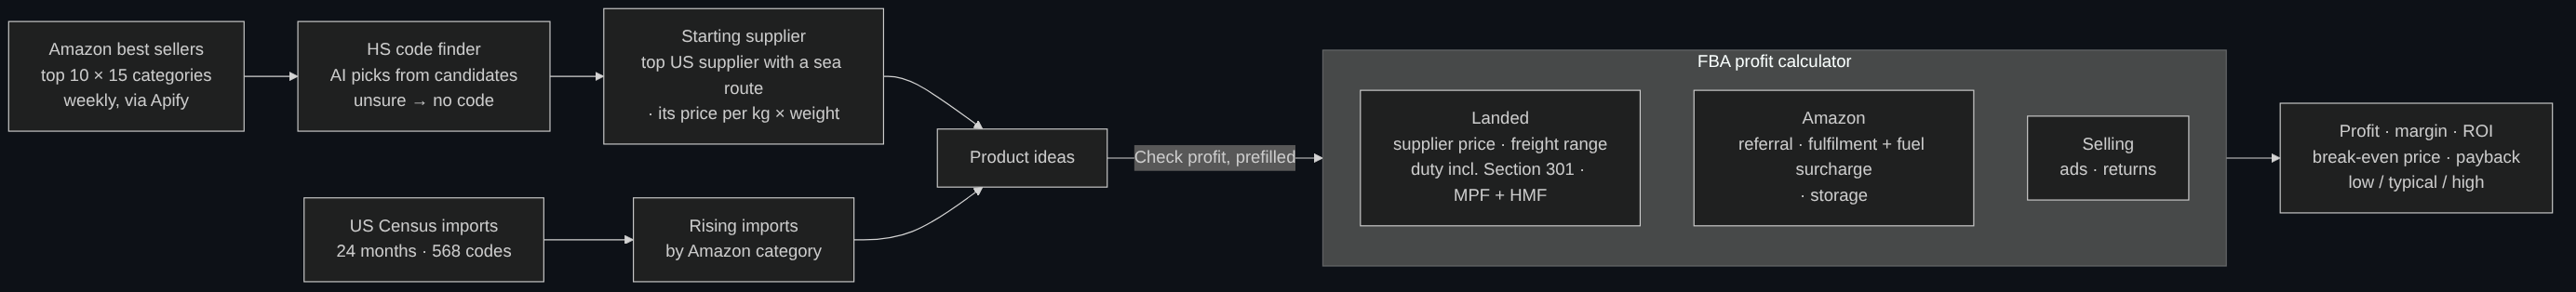 Amazon best sellers
top 10 × 15 categories
weekly, via Apify
HS code finder
AI picks from candidates
unsure → no code
Starting supplier
top US supplier with a sea
route
· its price per kg × weight
US Census imports
24 months · 568 codes
Rising imports
by Amazon category
Product ideas
Check profit, prefilled
FBA profit calculator
Landed
supplier price · freight range
duty incl. Section 301 ·
MPF + HMF
Amazon
referral · fulfilment + fuel
surcharge
· storage
Selling
ads · returns
Profit · margin · ROI
break-even price · payback
low / typical / high